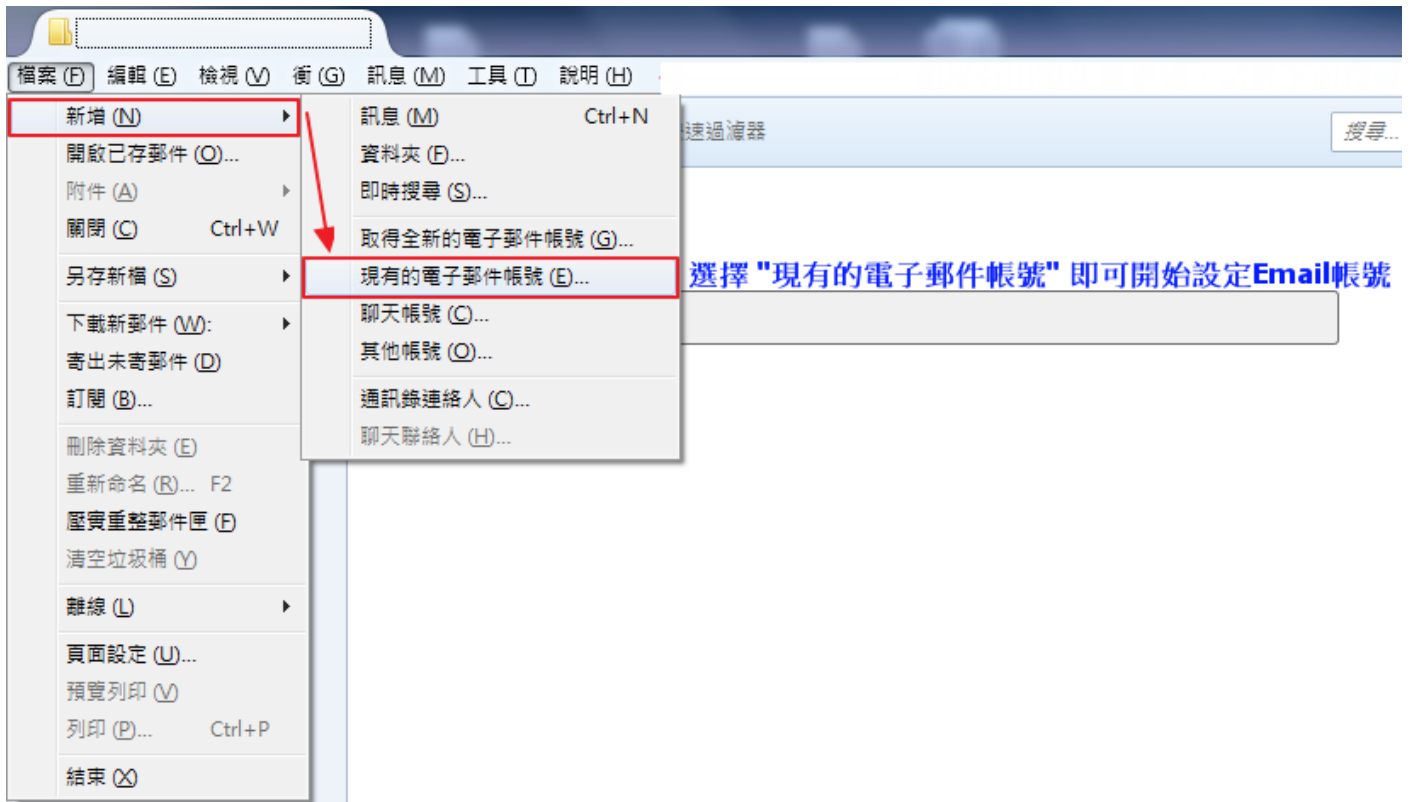 檔案 (F) 編輯 (E) 檢視 (V) 衝 (G) 訊息 (M) 工具 (T) 說明 (H)
速過濾器
搜尋...
新增 (N)
開啟已存郵件 (O)...
附件 (A)
關閉 (C) Ctrl+W
另存新檔 (S)
下載新郵件 (W):
寄出未寄郵件 (D)
訂閱 (B)...
刪除資料夾 (E)
重新命名 (R)... F2
壓實重整郵件匣 (F)
清空垃圾桶 (Y)
離線 (L)
頁面設定 (U)...
預覽列印 (V)
列印 (P)... Ctrl+P
結束 (X)
訊息 (M) Ctrl+N
資料夾 (F)...
即時搜尋 (S)...
取得全新的電子郵件帳號 (G)...
現有的電子郵件帳號 (E)...
聊天帳號 (C)...
其他帳號 (O)...
通訊錄連絡人 (C)...
聊天聯絡人 (H)...
選擇 "現有的電子郵件帳號" 即可開始設定Email帳號